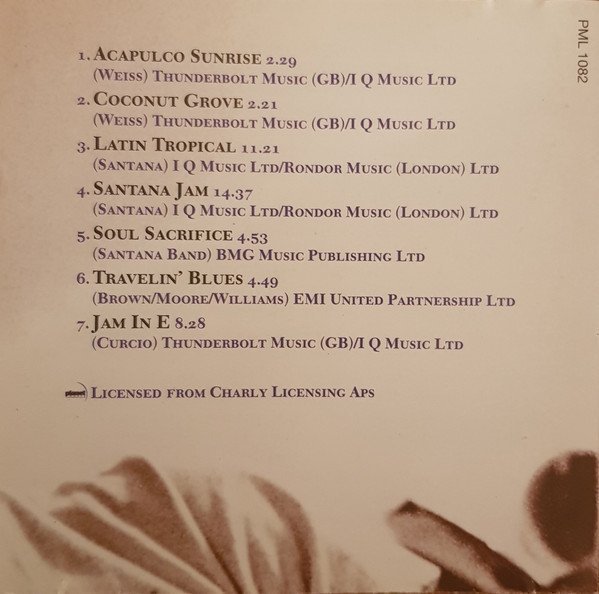 PML 1082
1. Acapulco Sunrise 2.29
(Weiss) Thunderbolt Music (GB)/I Q Music Ltd
2. Coconut Grove 2.21
(Weiss) Thunderbolt Music (GB)/I Q Music Ltd
3. Latin Tropical 11.21
(Santana) I Q Music Ltd/Rondor Music (London) Ltd
4. Santana Jam 14.37
(Santana) I Q Music Ltd/Rondor Music (London) Ltd
5. Soul Sacrifice 4.53
(Santana Band) BMG Music Publishing Ltd
6. Travelin' Blues 4.49
(Brown/Moore/Williams) EMI United Partnership Ltd
7. Jam In E 8.28
(Curcio) Thunderbolt Music (GB)/I Q Music Ltd
Licensed from Charly Licensing Aps